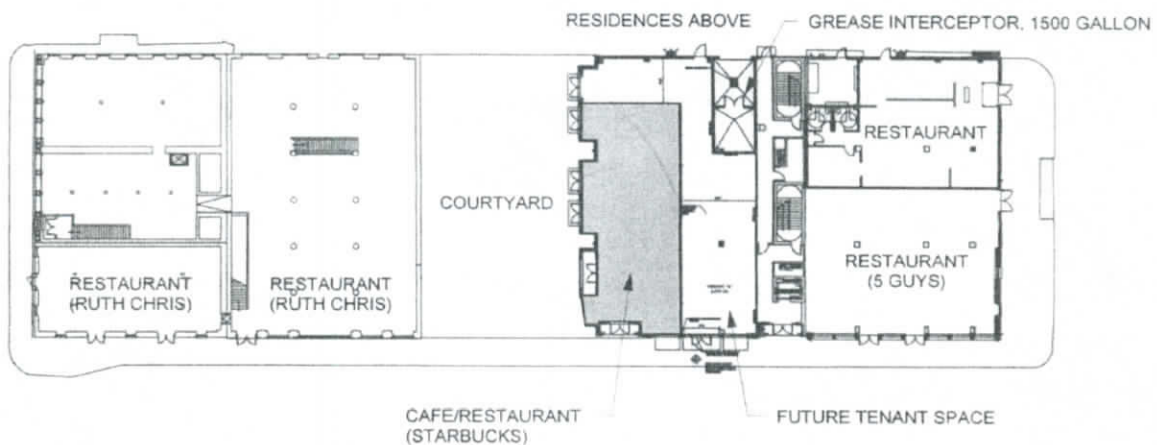 RESIDENCES ABOVE
GREASE INTERCEPTOR, 1500 GALLON
RESTAURANT
COURTYARD
RESTAURANT
(RUTH CHRIS)
RESTAURANT
(RUTH CHRIS)
RESTAURANT
(5 GUYS)
CAFE/RESTAURANT
(STARBUCKS)
FUTURE TENANT SPACE